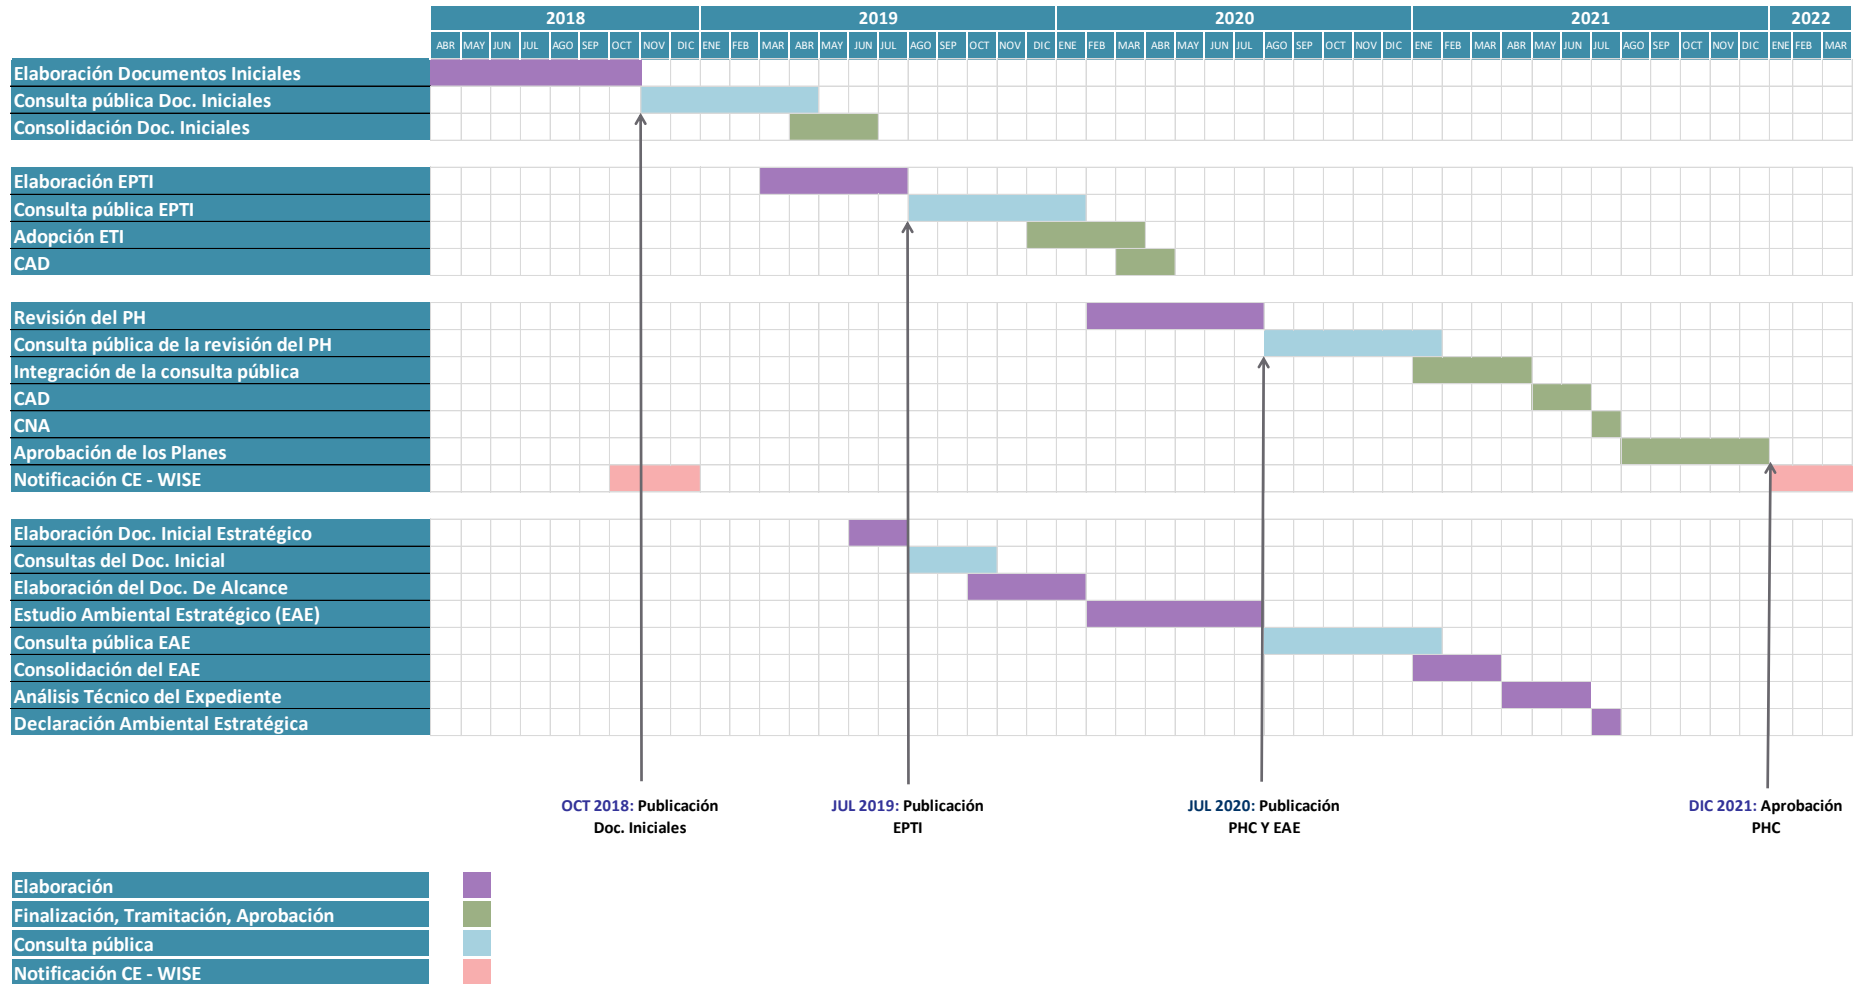 2018 2019 2020 2021 2022
ABR MAY JUN JUL AGO SEP OCT NOV DIC ENE FEB MAR ABR MAY JUN JUL AGO SEP OCT NOV DIC ENE FEB MAR ABR MAY JUN JUL AGO SEP OCT NOV DIC ENE FEB MAR ABR MAY JUN JUL AGO SEP OCT NOV DIC ENE FEB MAR
Elaboración Documentos Iniciales
Consulta pública Doc. Iniciales
Consolidación Doc. Iniciales
Elaboración EPTI
Consulta pública EPTI
Adopción ETI
CAD
Revisión del PH
Consulta pública de la revisión del PH
Integración de la consulta pública
CAD
CNA
Aprobación de los Planes
Notificación CE - WISE
Elaboración Doc. Inicial Estratégico
Consultas del Doc. Inicial
Elaboración del Doc. De Alcance
Estudio Ambiental Estratégico (EAE)
Consulta pública EAE
Consolidación del EAE
Análisis Técnico del Expediente
Declaración Ambiental Estratégica
OCT 2018: Publicación
Doc. Iniciales
JUL 2019: Publicación
EPTI
JUL 2020: Publicación
PHC Y EAE
DIC 2021: Aprobación
PHC
Elaboración
Finalización, Tramitación, Aprobación
Consulta pública
Notificación CE - WISE